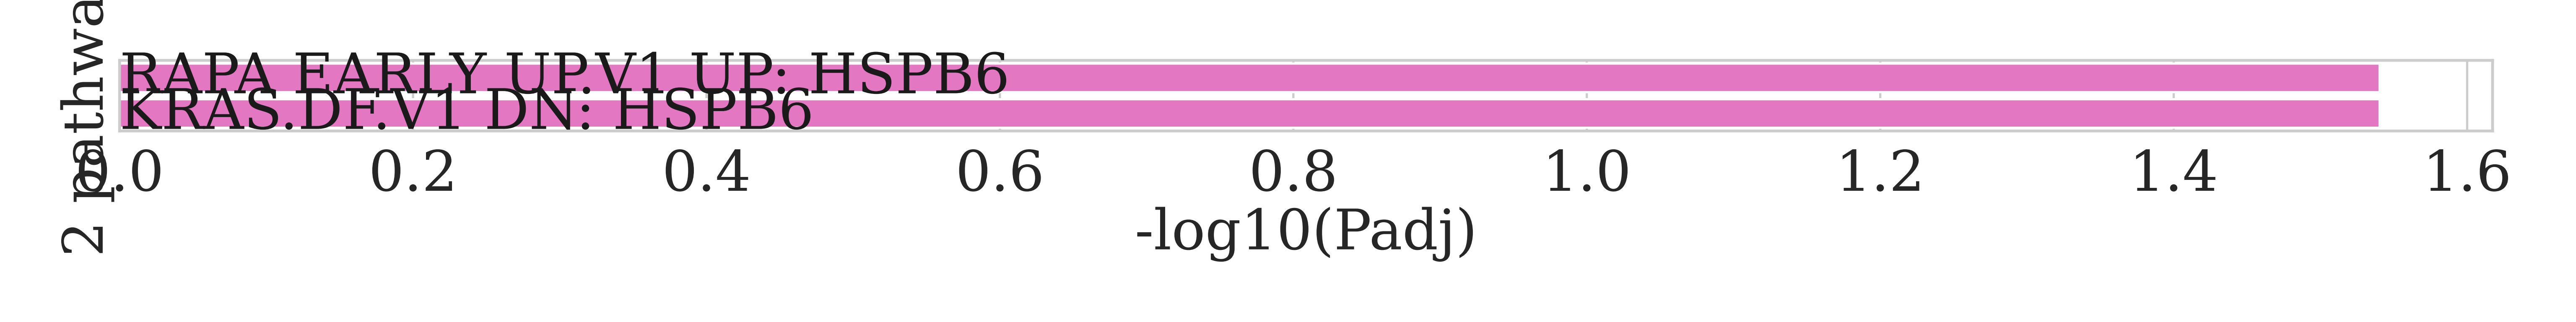 2 pathwa
RAPA EARLY UP.V1 UP: HSPB6
KRAS.DF.V1 DN: HSPB6
0.0 0.2 0.4 0.6 0.8 1.0 1.2 1.4 1.6
-log10(Padj)